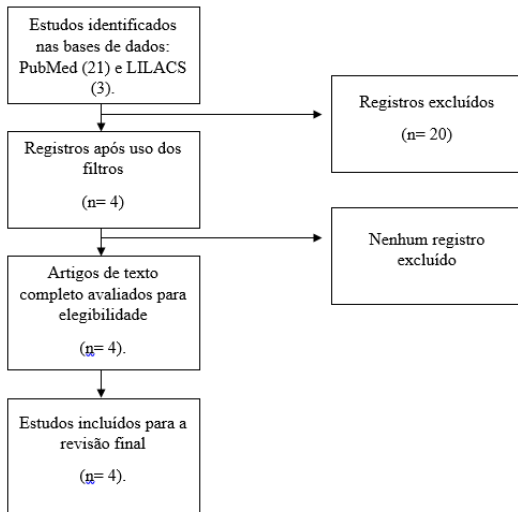 Estudos identificados
nas bases de dados:
PubMed (21) e LILACS
(3).
Registros excluídos
(n= 20)
Registros após uso dos
filtros
(n= 4)
Nenhum registro
excluído
Artigos de texto
completo avaliados para
elegibilidade
(n= 4).
Estudos incluídos para a
revisão final
(n= 4).